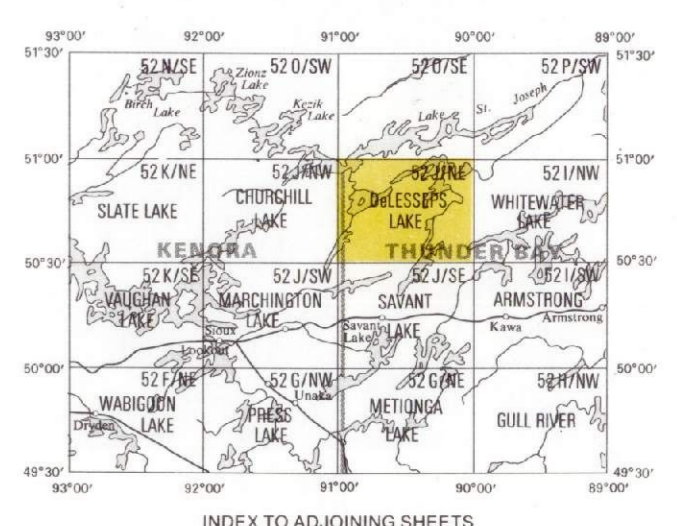 93°00′ 92°00′ 91°00′ 90°00′ 89°00′
51°30′ 51°30′
52 N/SE 52 O/SW 52 O/SE 52 P/SW
Zionz
Lake
Birch
Lake
Kezik
Lake
Lake St. Joseph
51°00′ 51°00′
52 K/NE 52 J/NW 52 J/NE 52 I/NW
SLATE LAKE
CHURCHILL
LAKE
DeLESSEPS
LAKE
WHITEWATER
LAKE
KENORA THUNDER BAY
50°30′ 50°30′
52 K/SE 52 J/SW 52 J/SE 52 I/SW
VAUGHAN
LAKE
MARCHINGTON
LAKE
SAVANT
LAKE
ARMSTRONG
Sioux
Lookout
Savant
Lake
Kawa
Armstrong
50°00′ 50°00′
52 F/NE 52 G/NW 52 G/NE 52 H/NW
Unaka
WABIGOON
LAKE
PRESS
LAKE
METIONGA
LAKE
GULL RIVER
Dryden
49°30′ 49°30′
93°00′ 92°00′ 91°00′ 90°00′ 89°00′
INDEX TO ADJOINING SHEETS